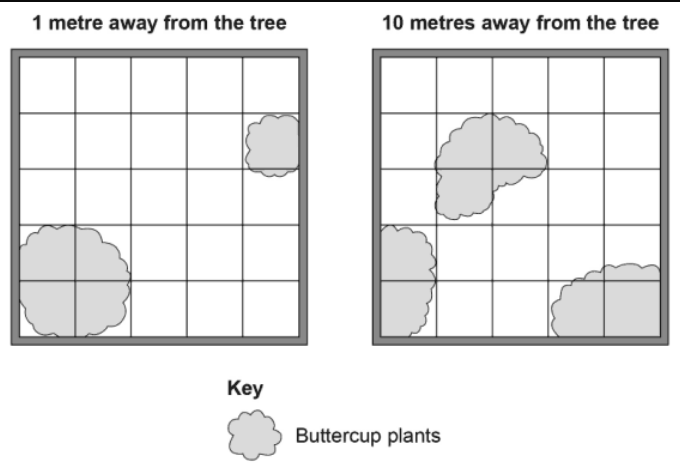 1 metre away from the tree
10 metres away from the tree
Key
Buttercup plants